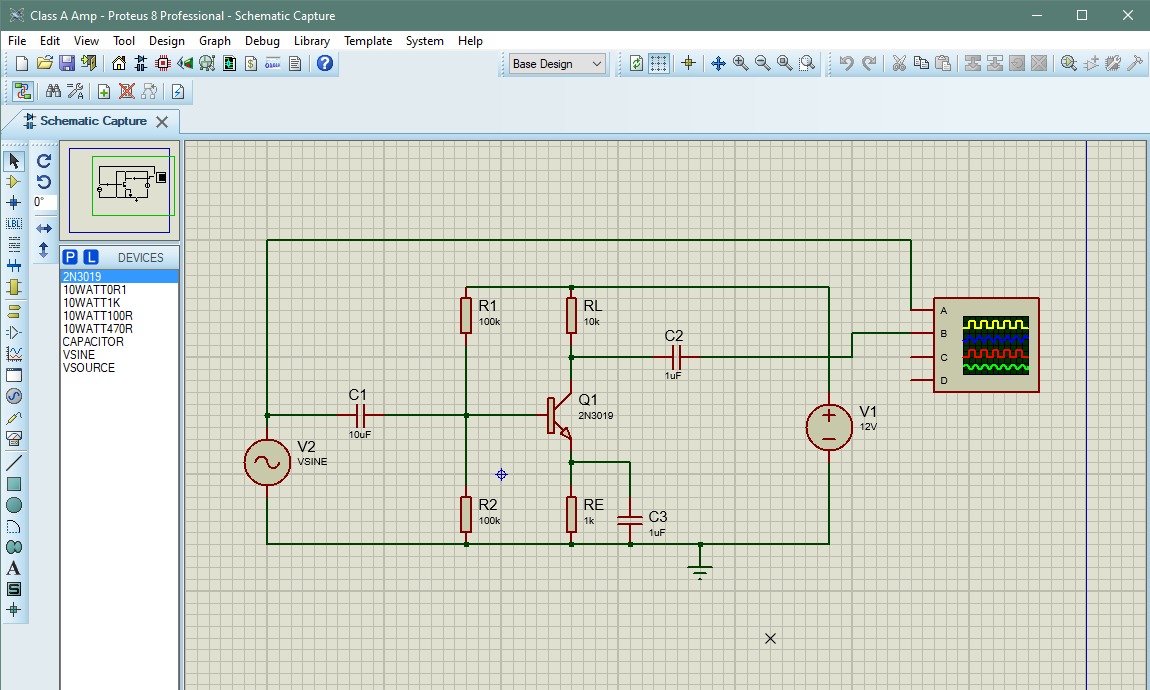 Class A Amp - Proteus 8 Professional - Schematic Capture
File Edit View Tool Design Graph Debug Library Template System Help
Base Design
Schematic Capture
0°
LBL
P L DEVICES
2N3019
10WATT0R1
10WATT1K
10WATT100R
10WATT470R
CAPACITOR
VSINE
VSOURCE
A
S
R1
100k
RL
10k
C2
1uF
A
B
C
D
C1
10uF
Q1
2N3019
V1
12V
V2
VSINE
R2
100k
RE
1k
C3
1uF